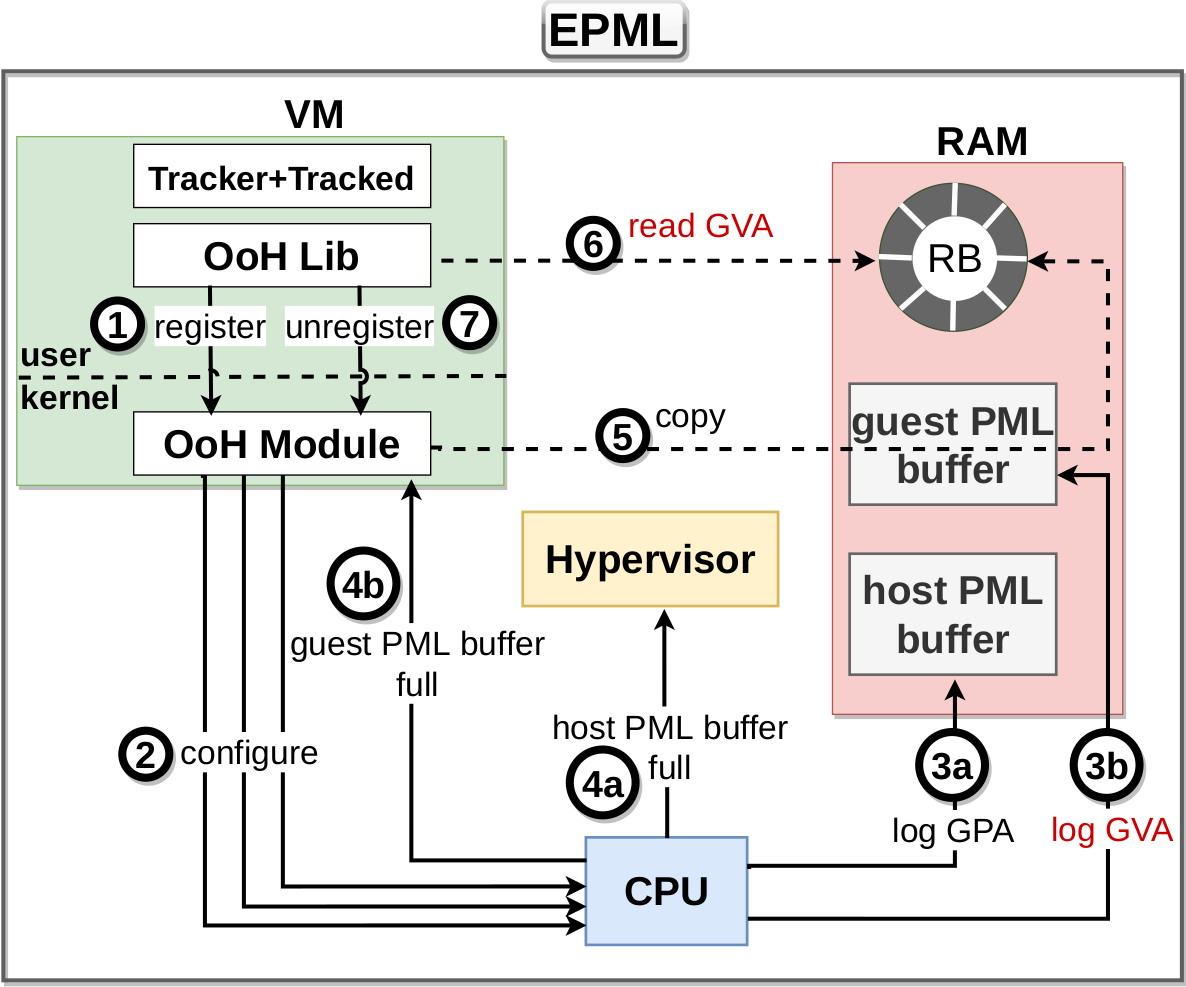 EPML
VM
RAM
Tracker+Tracked
OoH Lib
6
read GVA
RB
1
register
unregister
7
user
kernel
OoH Module
5
copy
guest PML
buffer
Hypervisor
4b
guest PML buffer
full
host PML
buffer
2
configure
host PML buffer
full
4a
3a
3b
log GPA
log GVA
CPU